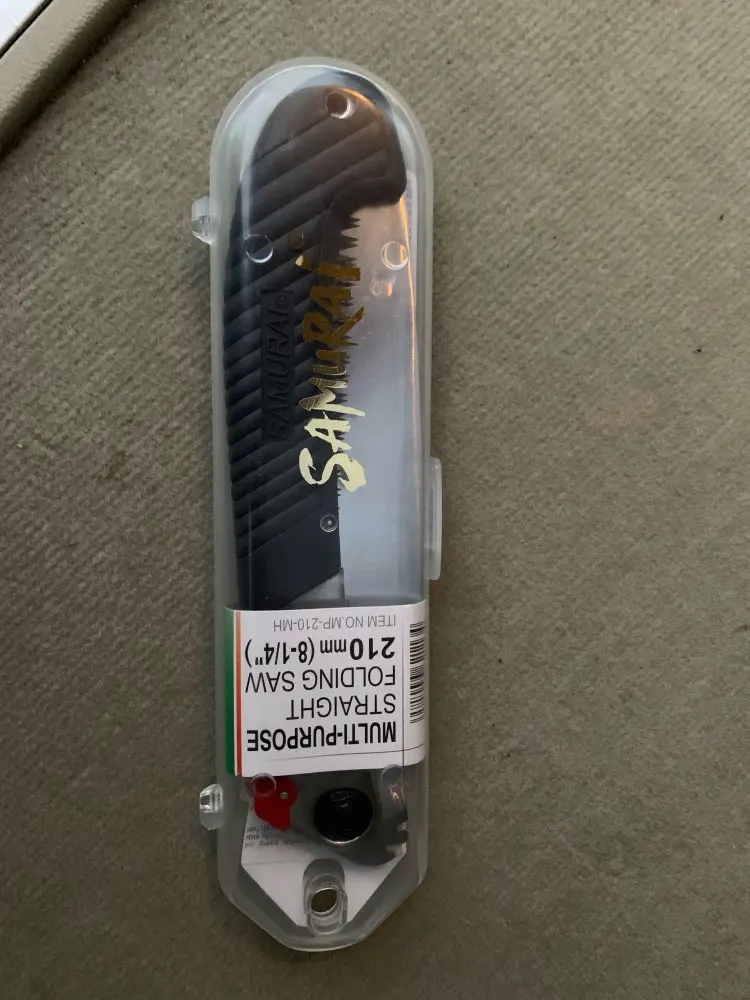 SAMURAI
SAMURAI
MULTI-PURPOSE
STRAIGHT
FOLDING SAW
210mm (8-1/4")
ITEM NO.MP-210-MH